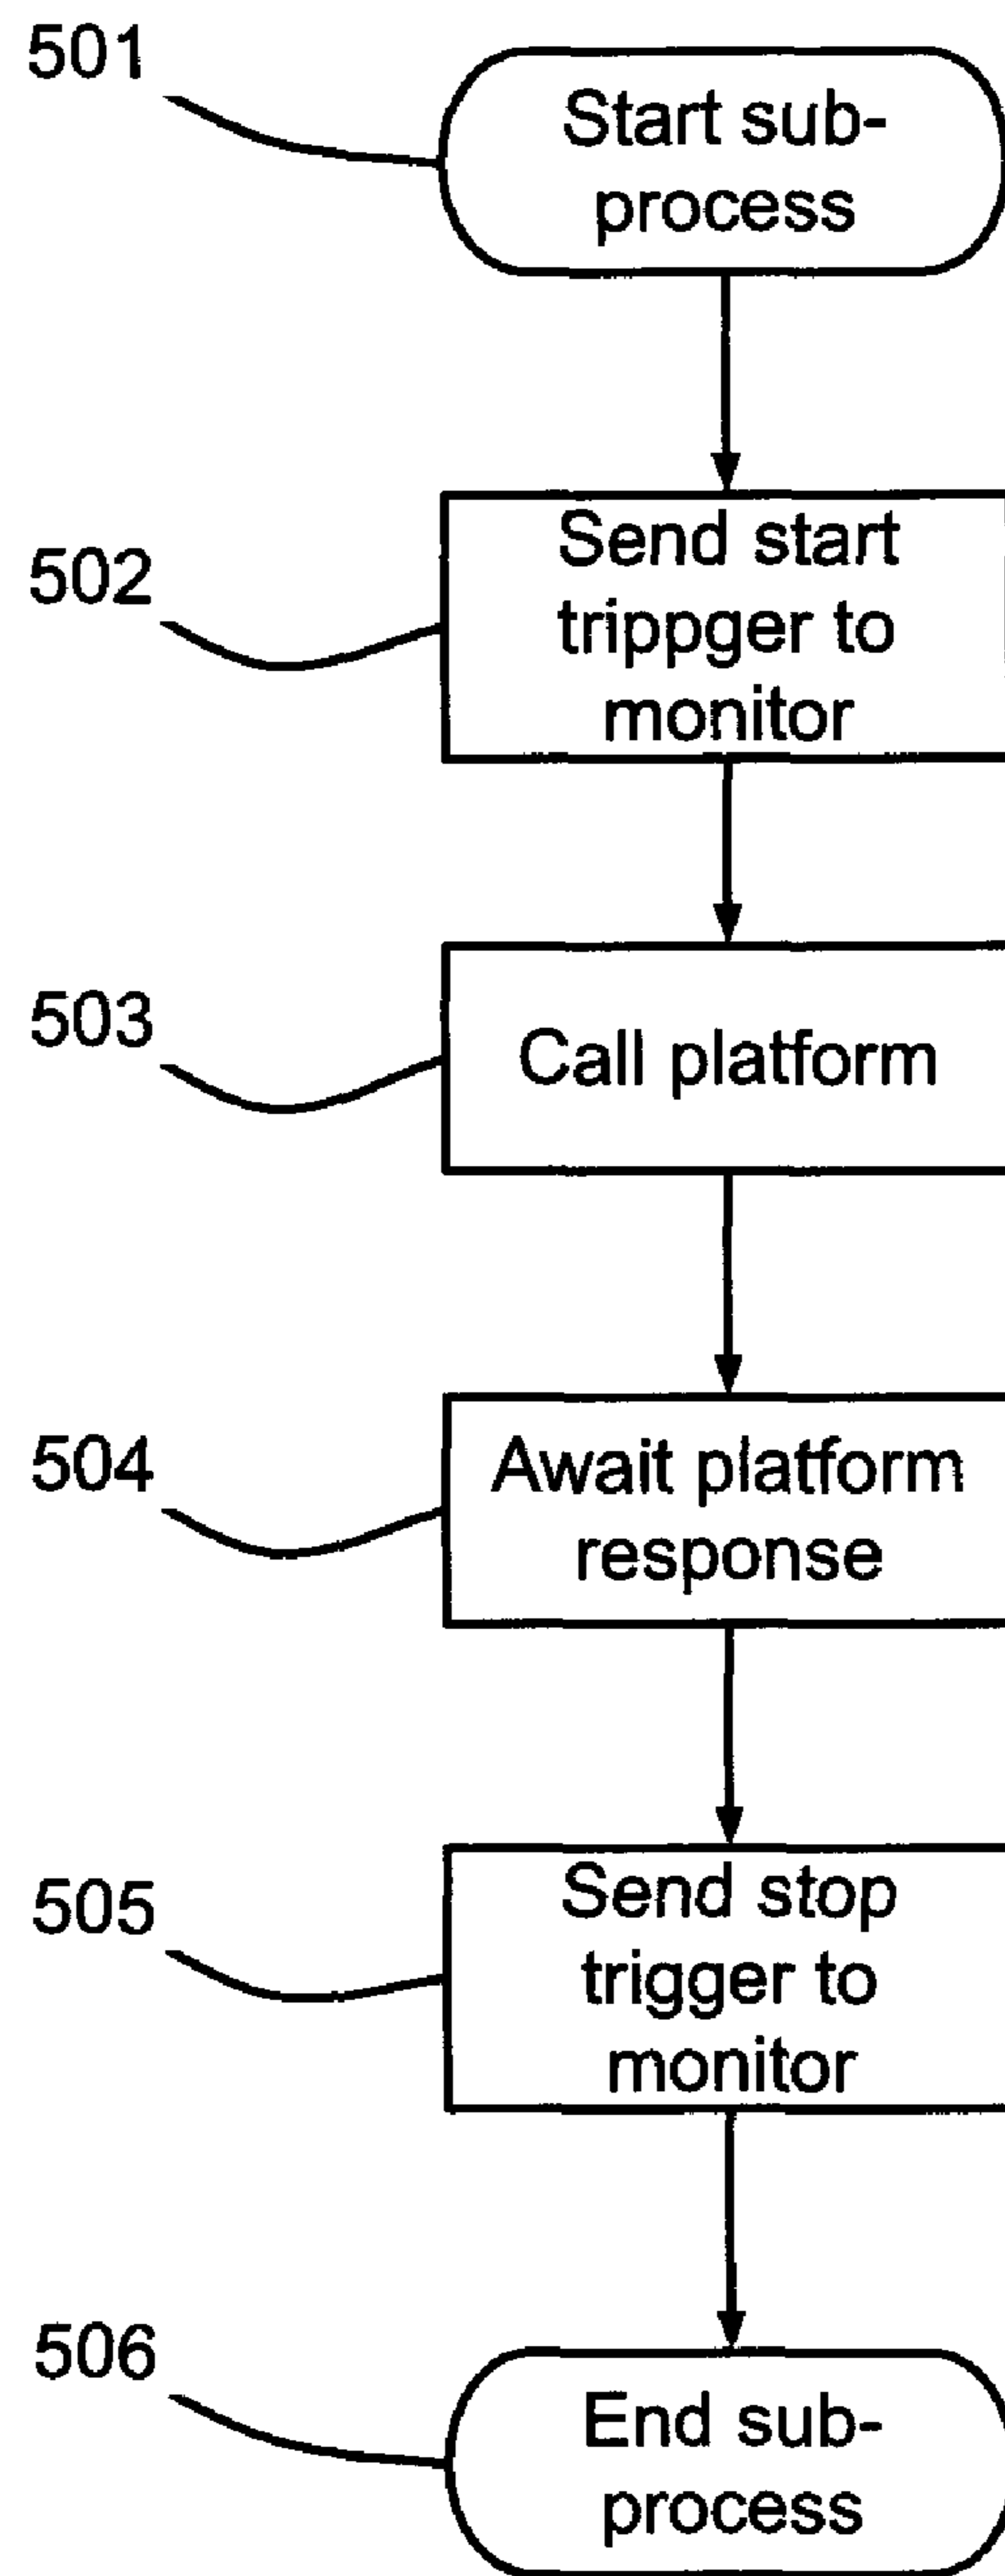 501
Start sub-
process
502
Send start
trippger to
monitor
503
Call platform
504
Await platform
response
505
Send stop
trigger to
monitor
506
End sub-
process